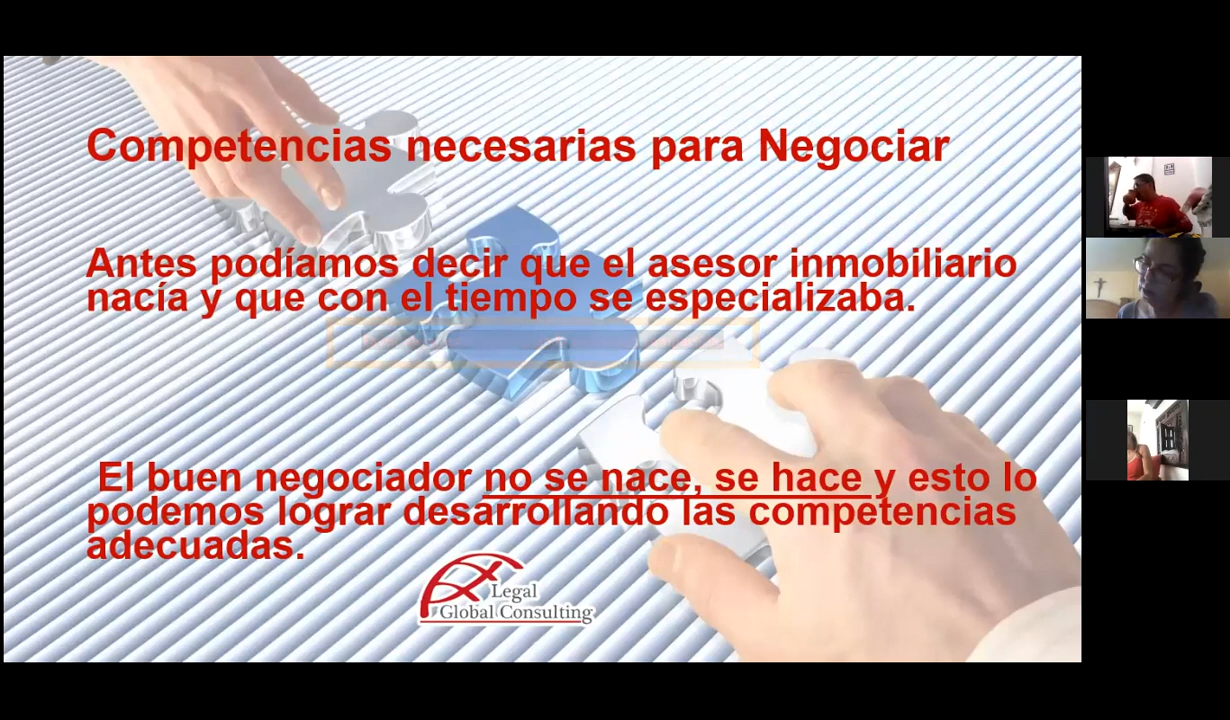 Competencias necesarias para Negociar
Antes podíamos decir que el asesor inmobiliario
nacía y que con el tiempo se especializaba.
El buen negociador no se nace, se hace y esto lo
podemos lograr desarrollando las competencias
adecuadas.
Legal
Global Consulting